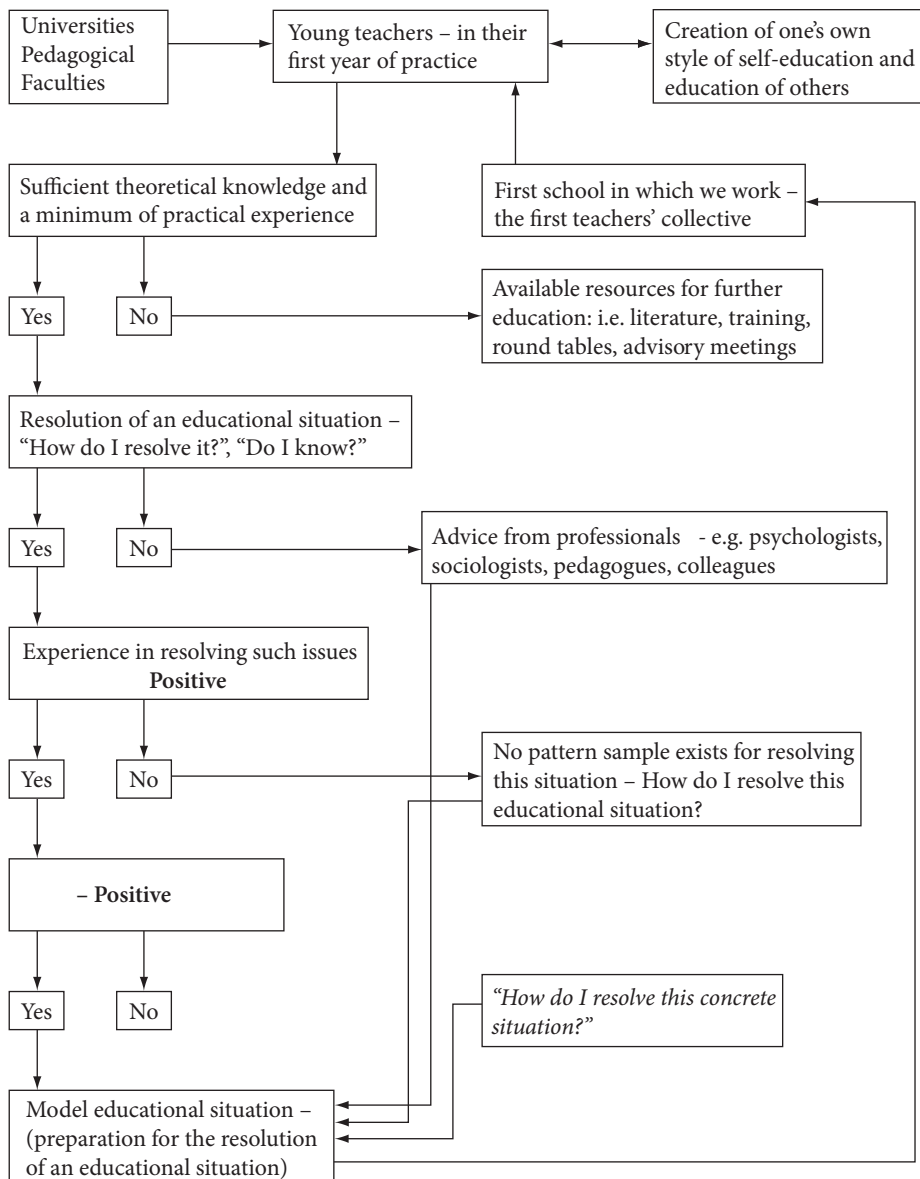 Universities
Pedagogical
Faculties
Young teachers – in their
first year of practice
Creation of one’s own
style of self-education and
education of others
Sufficient theoretical knowledge and
a minimum of practical experience
First school in which we work –
the first teachers’ collective
Yes
No
Available resources for further
education: i.e. literature, training,
round tables, advisory meetings
Resolution of an educational situation –
“How do I resolve it?”, “Do I know?”
Yes
No
Advice from professionals - e.g. psychologists,
sociologists, pedagogues, colleagues
Experience in resolving such issues
Positive
Yes
No
No pattern sample exists for resolving
this situation – How do I resolve this
educational situation?
– Positive
Yes
No
“How do I resolve this concrete
situation?”
Model educational situation –
(preparation for the resolution
of an educational situation)